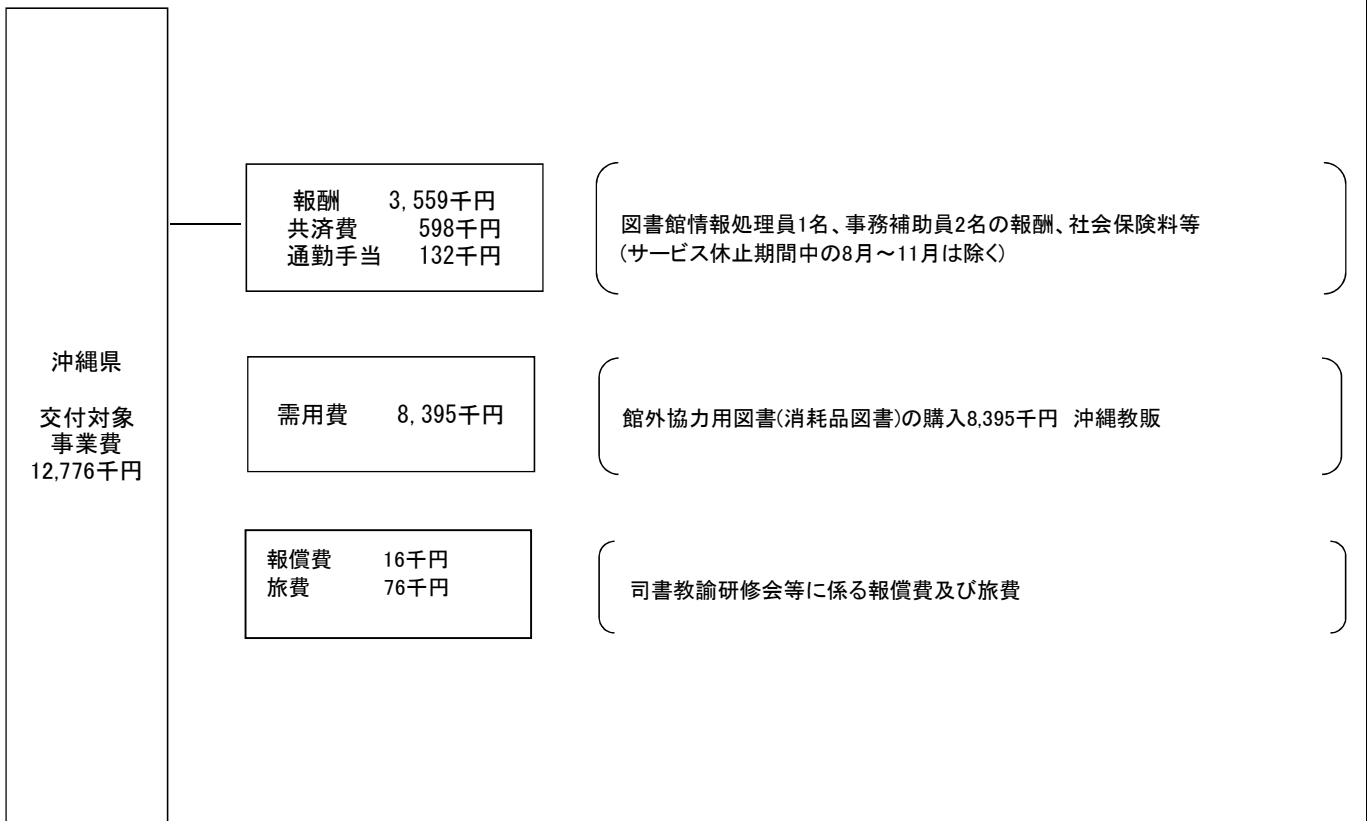 沖縄県
交付対象
事業費
12,776千円
報酬 3,559千円
共済費 598千円
通勤手当 132千円
図書館情報処理員1名、事務補助員2名の報酬、社会保険料等
(サービス休止期間中の8月～11月は除く)
需用費 8,395千円
館外協力用図書(消耗品図書)の購入8,395千円 沖縄教販
報償費 16千円
旅費 76千円
司書教諭研修会等に係る報償費及び旅費